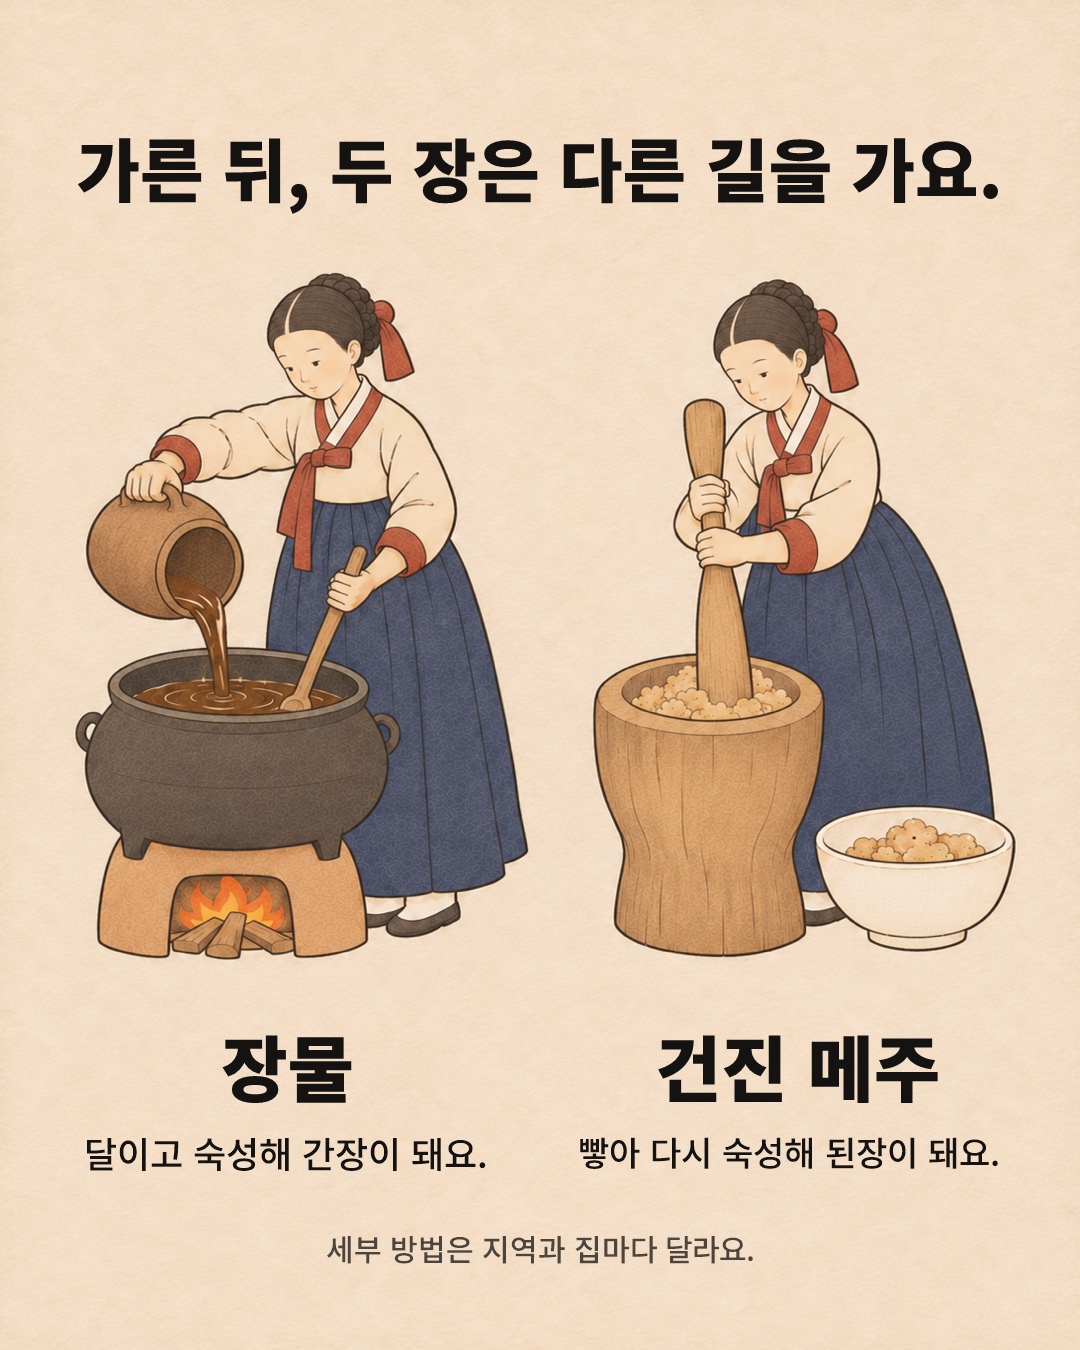 가른 뒤, 두 장은 다른 길을 가요.
장물
달이고 숙성해 간장이 돼요.
건진 메주
빻아 다시 숙성해 된장이 돼요.
세부 방법은 지역과 집마다 달라요.